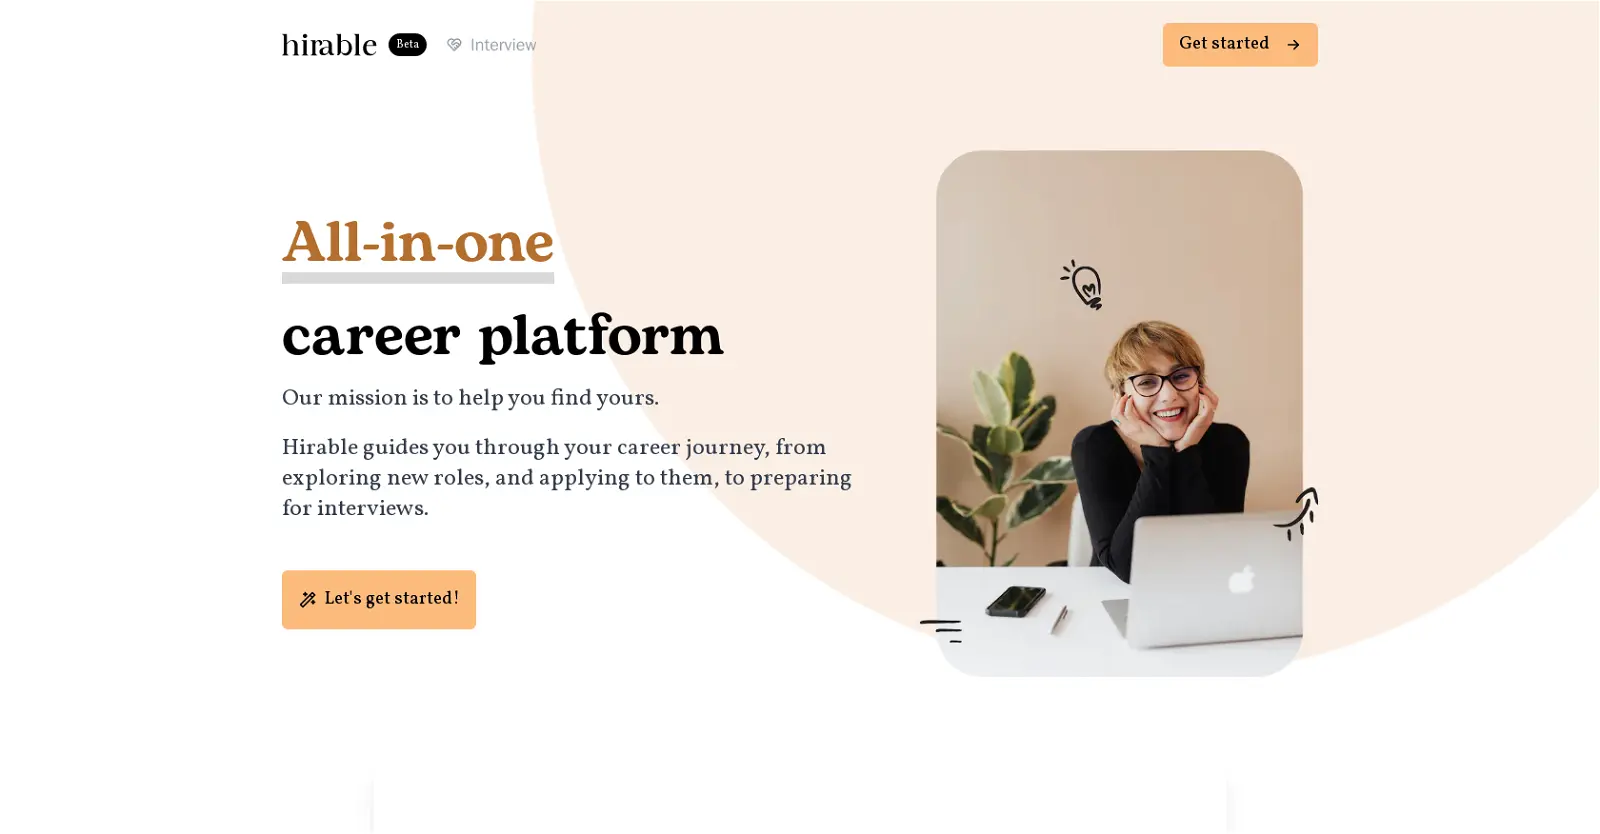 hirable Beta Interview Get started
All-in-one
career platform
Our mission is to help you find yours.
Hirable guides you through your career journey, from
exploring new roles, and applying to them, to preparing
for interviews.
Let's get started!